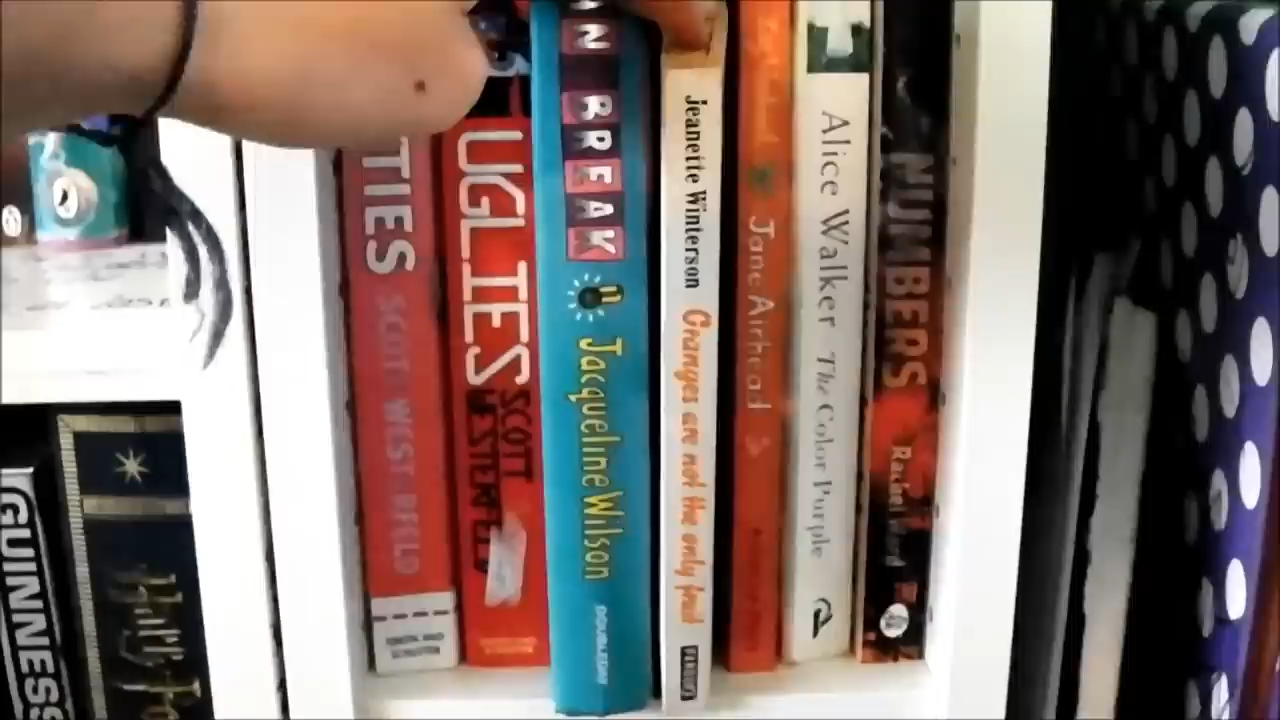 TIES SCOTT WESTERFELD
UGLIES SCOTT WESTERFELD
N BREAK Jacqueline Wilson DOUBLEDAY
Jeanette Winterson Oranges are not the only fruit
Jane Airhead
Alice Walker The Color Purple
NUMBERS Rachel Ward
GUINNESS
Harry